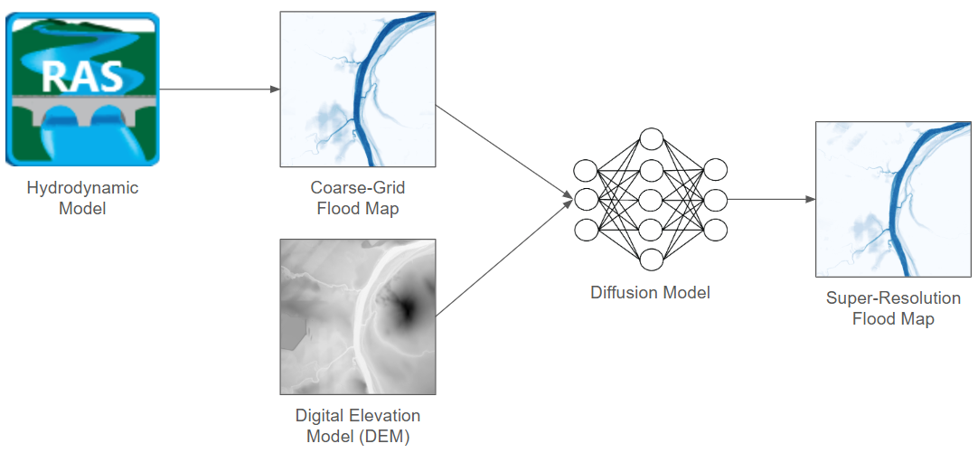 RAS
Hydrodynamic
Model
Coarse-Grid
Flood Map
Digital Elevation
Model (DEM)
Diffusion Model
Super-Resolution
Flood Map